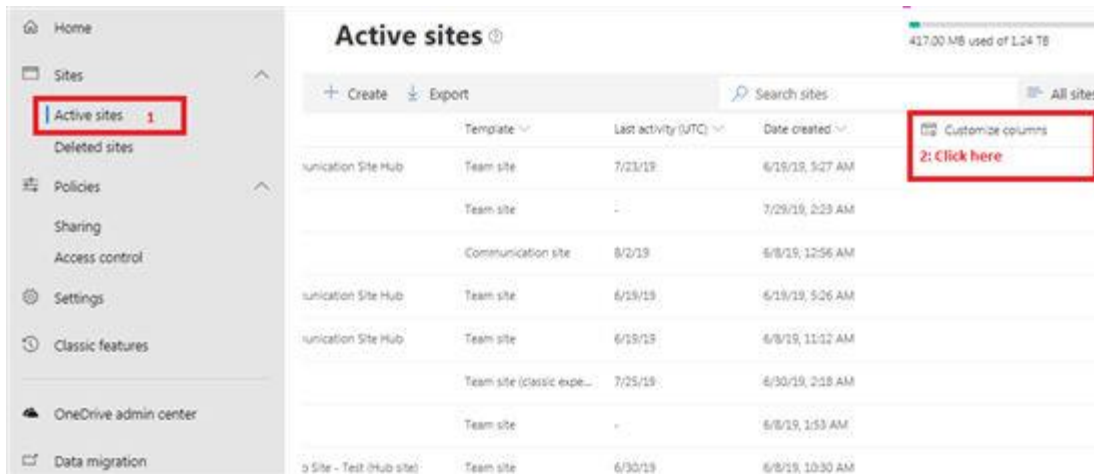 Home
Active sites
417.00 MB used of 1.24 TB
Sites
Create Export Search sites All sites
Active sites 1
Template Last activity (UTC) Date created Customize columns
2: Click here
Deleted sites
unication Site Hub Team site 7/23/19 6/19/19, 5:27 AM
Policies
Team site - 7/29/19, 2:23 AM
Sharing
Communication site 8/2/19 6/8/19, 12:56 AM
Access control
Settings
unication Site Hub Team site 6/19/19 6/19/19, 5:26 AM
Classic features
unication Site Hub Team site 6/19/19 6/8/19, 11:12 AM
Team site (classic expe... 7/25/19 6/30/19, 2:18 AM
OneDrive admin center
Team site - 6/8/19, 1:53 AM
Data migration
o Site - Test (Hub site) Team site 6/30/19 6/8/19, 10:30 AM